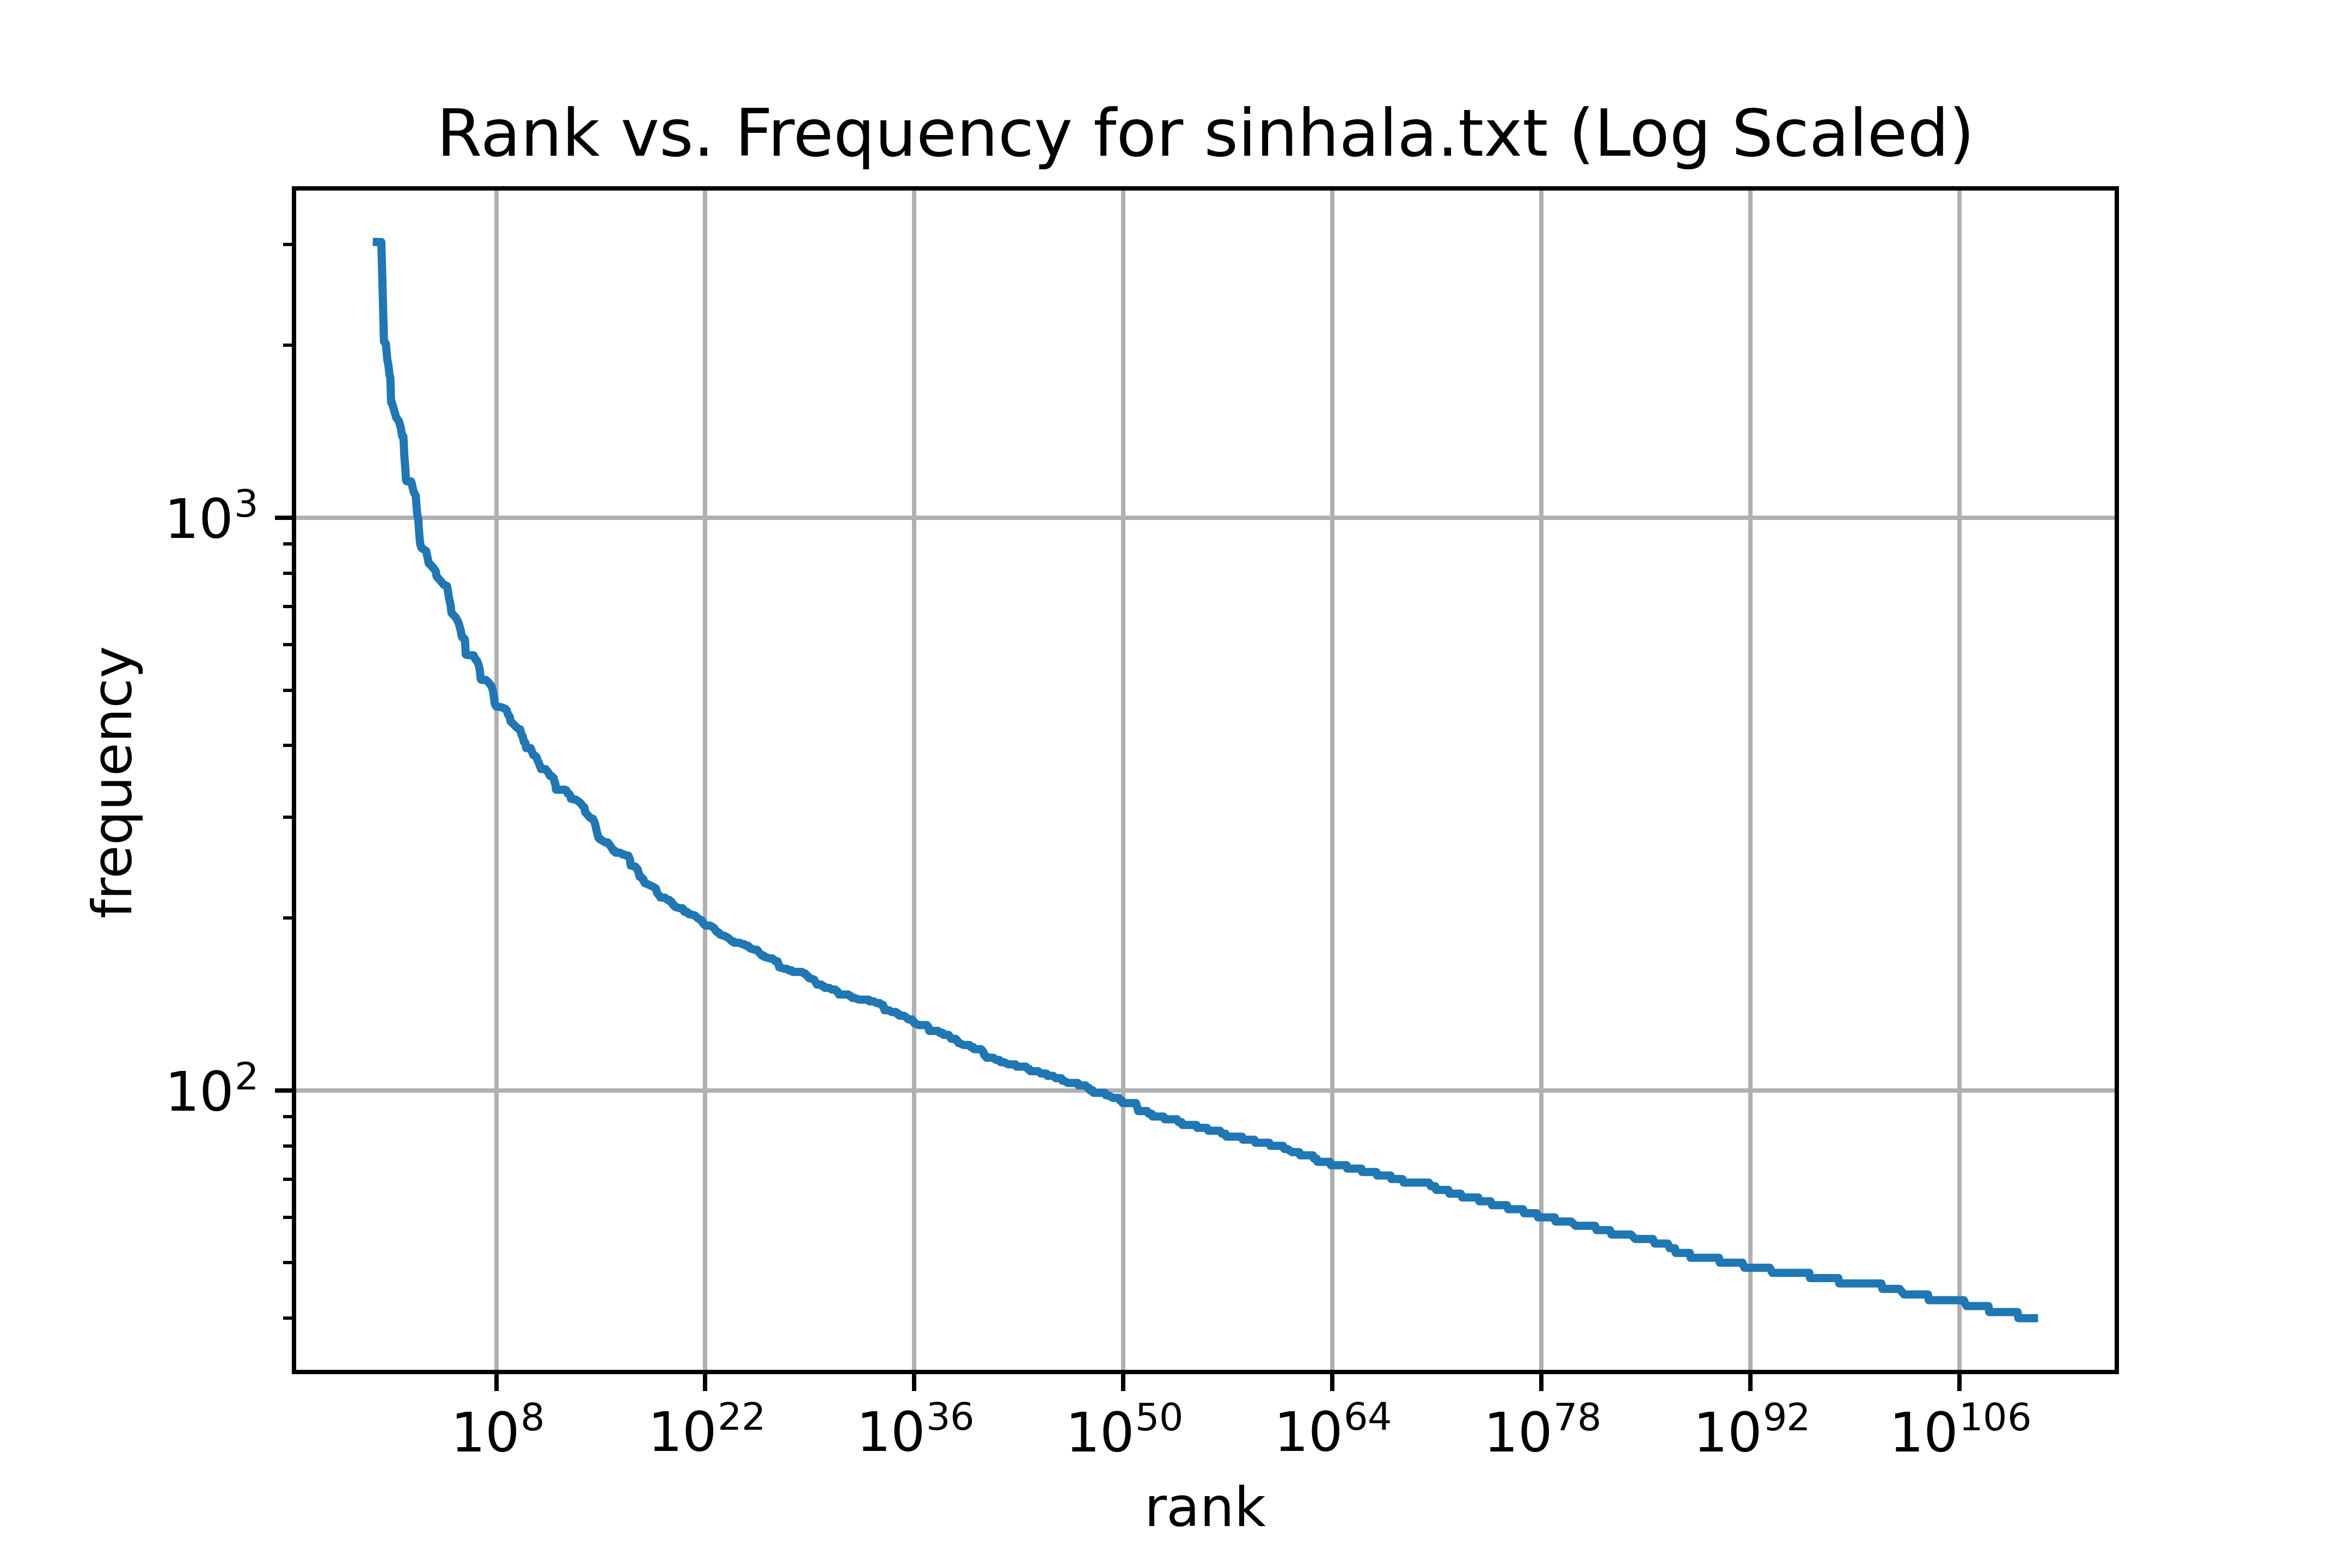 Rank vs. Frequency for sinhala.txt (Log Scaled)
frequency
10³
10²
10⁸ 10²² 10³⁶ 10⁵⁰ 10⁶⁴ 10⁷⁸ 10⁹² 10¹⁰⁶
rank